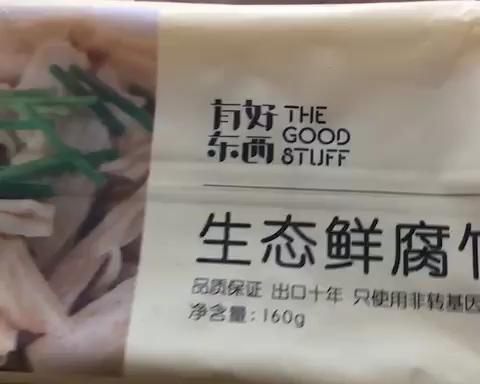 有好 THE
东西 GOOD
STUFF
生态鲜腐
品质保证 出口十年 只使用非转基因
净含量:160g